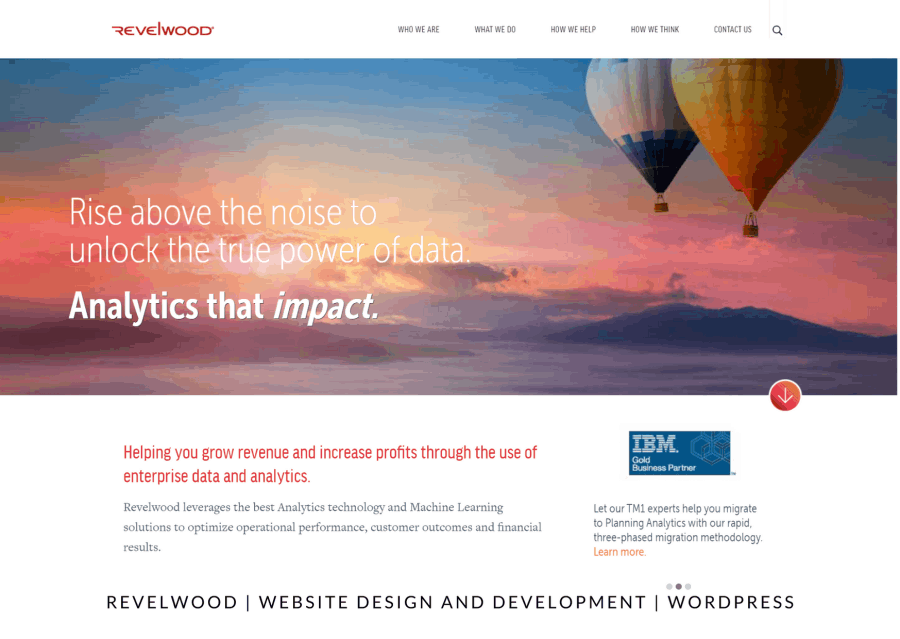 REVELWOOD
WHO WE ARE
WHAT WE DO
HOW WE HELP
HOW WE THINK
CONTACT US
Rise above the noise to
unlock the true power of data.
Analytics that impact.
Helping you grow revenue and increase profits through the use of
enterprise data and analytics.
Revelwood leverages the best Analytics technology and Machine Learning
solutions to optimize operational performance, customer outcomes and financial
results.
IBM.
Gold
Business Partner
Let our TM1 experts help you migrate
to Planning Analytics with our rapid,
three-phased migration methodology.
Learn more.
REVELWOOD | WEBSITE DESIGN AND DEVELOPMENT | WORDPRESS